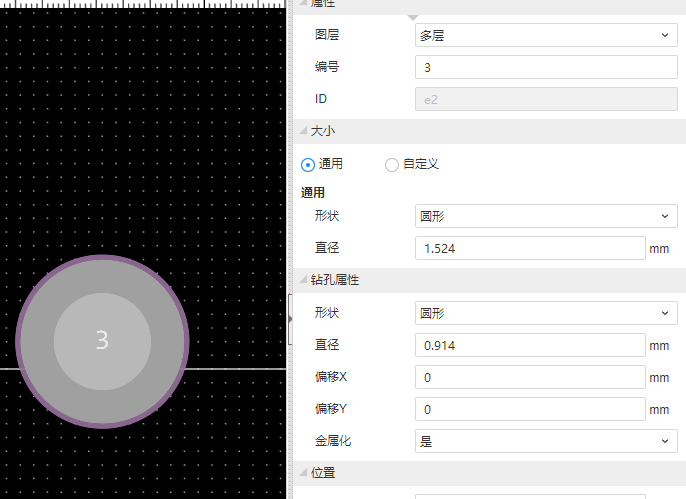 属性
图层 多层
编号 3
ID e2
大小
通用 自定义
通用
形状 圆形
直径 1.524 mm
钻孔属性
形状 圆形
直径 0.914 mm
偏移X 0 mm
偏移Y 0 mm
金属化 是
位置
3